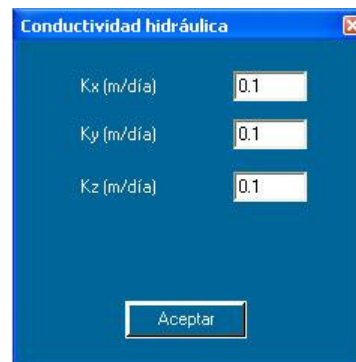 Conductividad hidráulica
Kx (m/día) 0.1
Ky (m/día) 0.1
Kz (m/día) 0.1
Aceptar